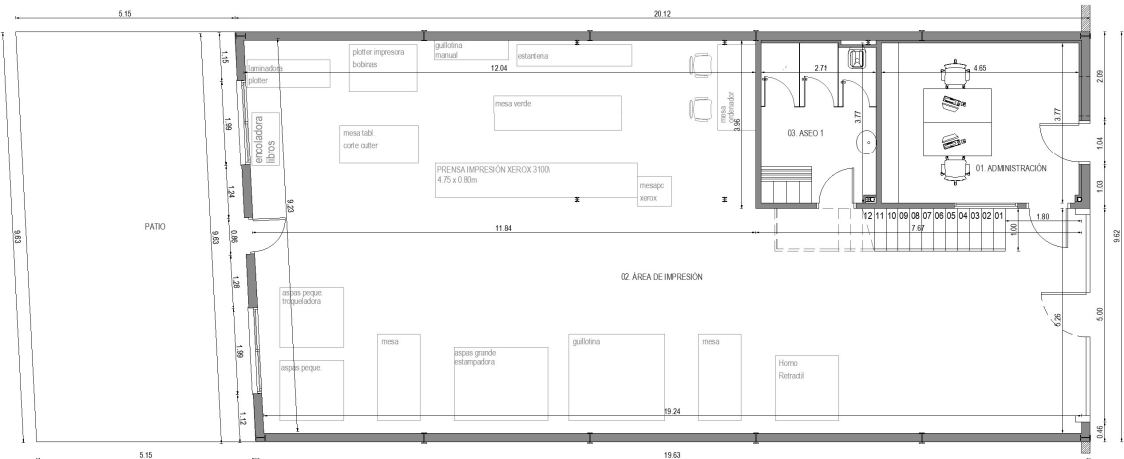 5.15
20.12
laminadora
plotter
plotter impresora
bobinas
guillotina
manual
estanteria
12.04
2.71
4.65
1.15
1.99
1.24
0.86
1.28
1.99
1.12
2.09
1.04
1.03
5.00
0.46
9.62
encoladora
libros
mesa tabl.
corte cutter
mesa verde
mesa
ordenador
3.96
3.77
3.77
03. ASEO 1
01. ADMINISTRACIÓN
PRENSA IMPRESIÓN XEROX 3100\
4.75 x 0.80m
mesapc
xerox
9.63
9.63
9.23
PATIO
11.84
12 11 10 09 08 07 06 05 04 03 02 01
7.67
1.00
1.80
02. ÁREA DE IMPRESIÓN
aspas peque.
troqueladora
aspas peque.
mesa
aspas grande
estampadora
guillotina
mesa
Horno
Retractil
19.24
5.15
19.63